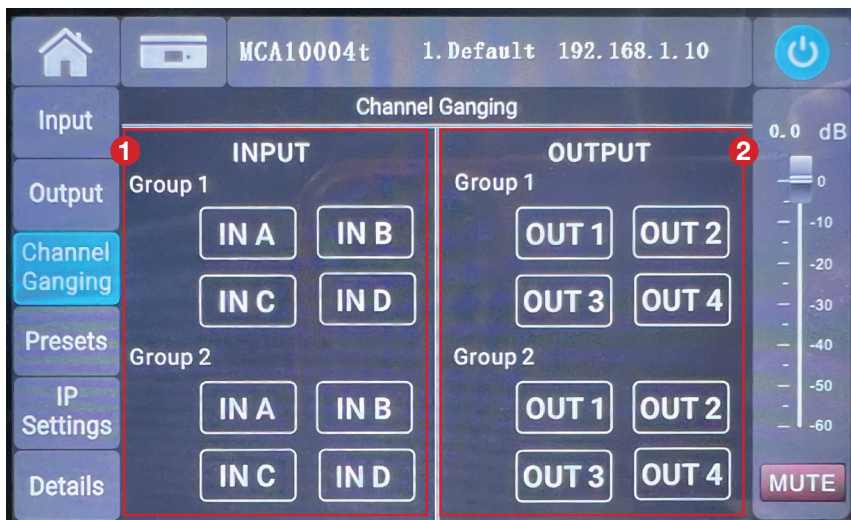 MCA10004t 1.Default 192.168.1.10
Channel Ganging
Input
Output
Channel
Ganging
Presets
IP
Settings
Details
1
INPUT
Group 1
IN A IN B
IN C IN D
Group 2
IN A IN B
IN C IN D
OUTPUT
2
Group 1
OUT 1 OUT 2
OUT 3 OUT 4
Group 2
OUT 1 OUT 2
OUT 3 OUT 4
0.0 dB
0
-10
-20
-30
-40
-50
-60
MUTE